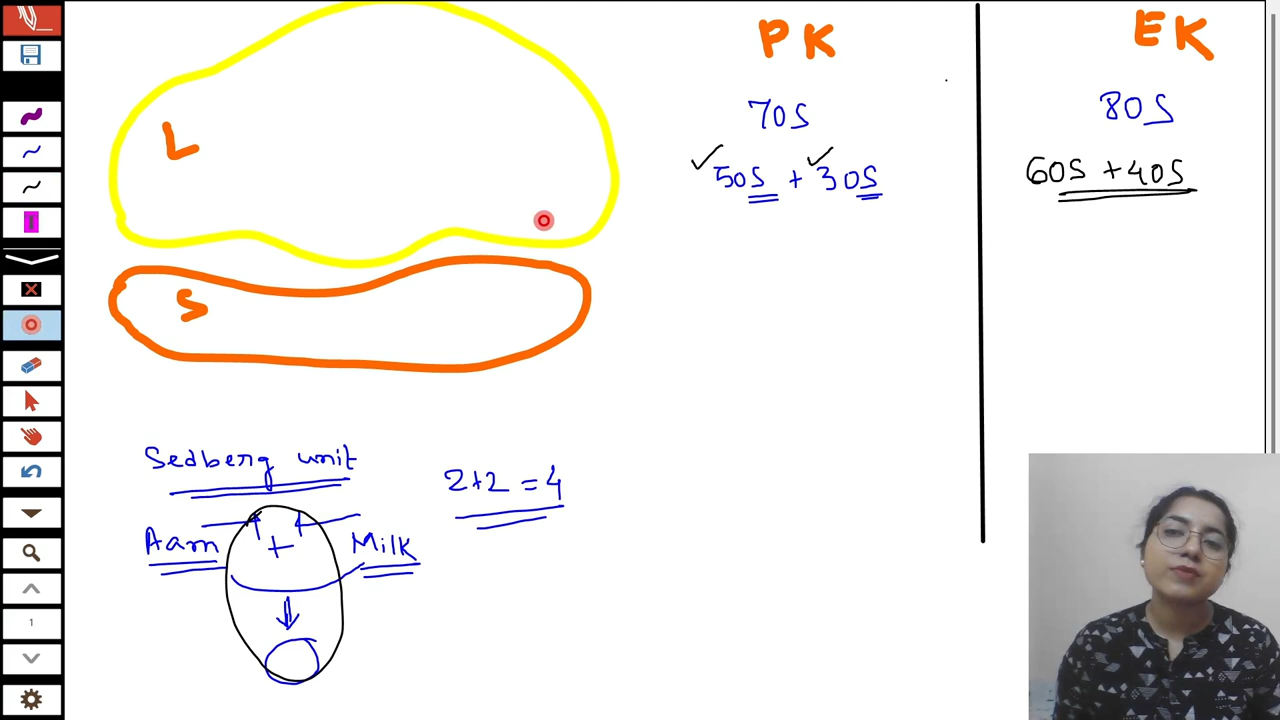 PK
EK
L
70S
80S
50S + 30S
60S + 40S
S
Sedberg unit
2+2 = 4
Aam + Milk
1